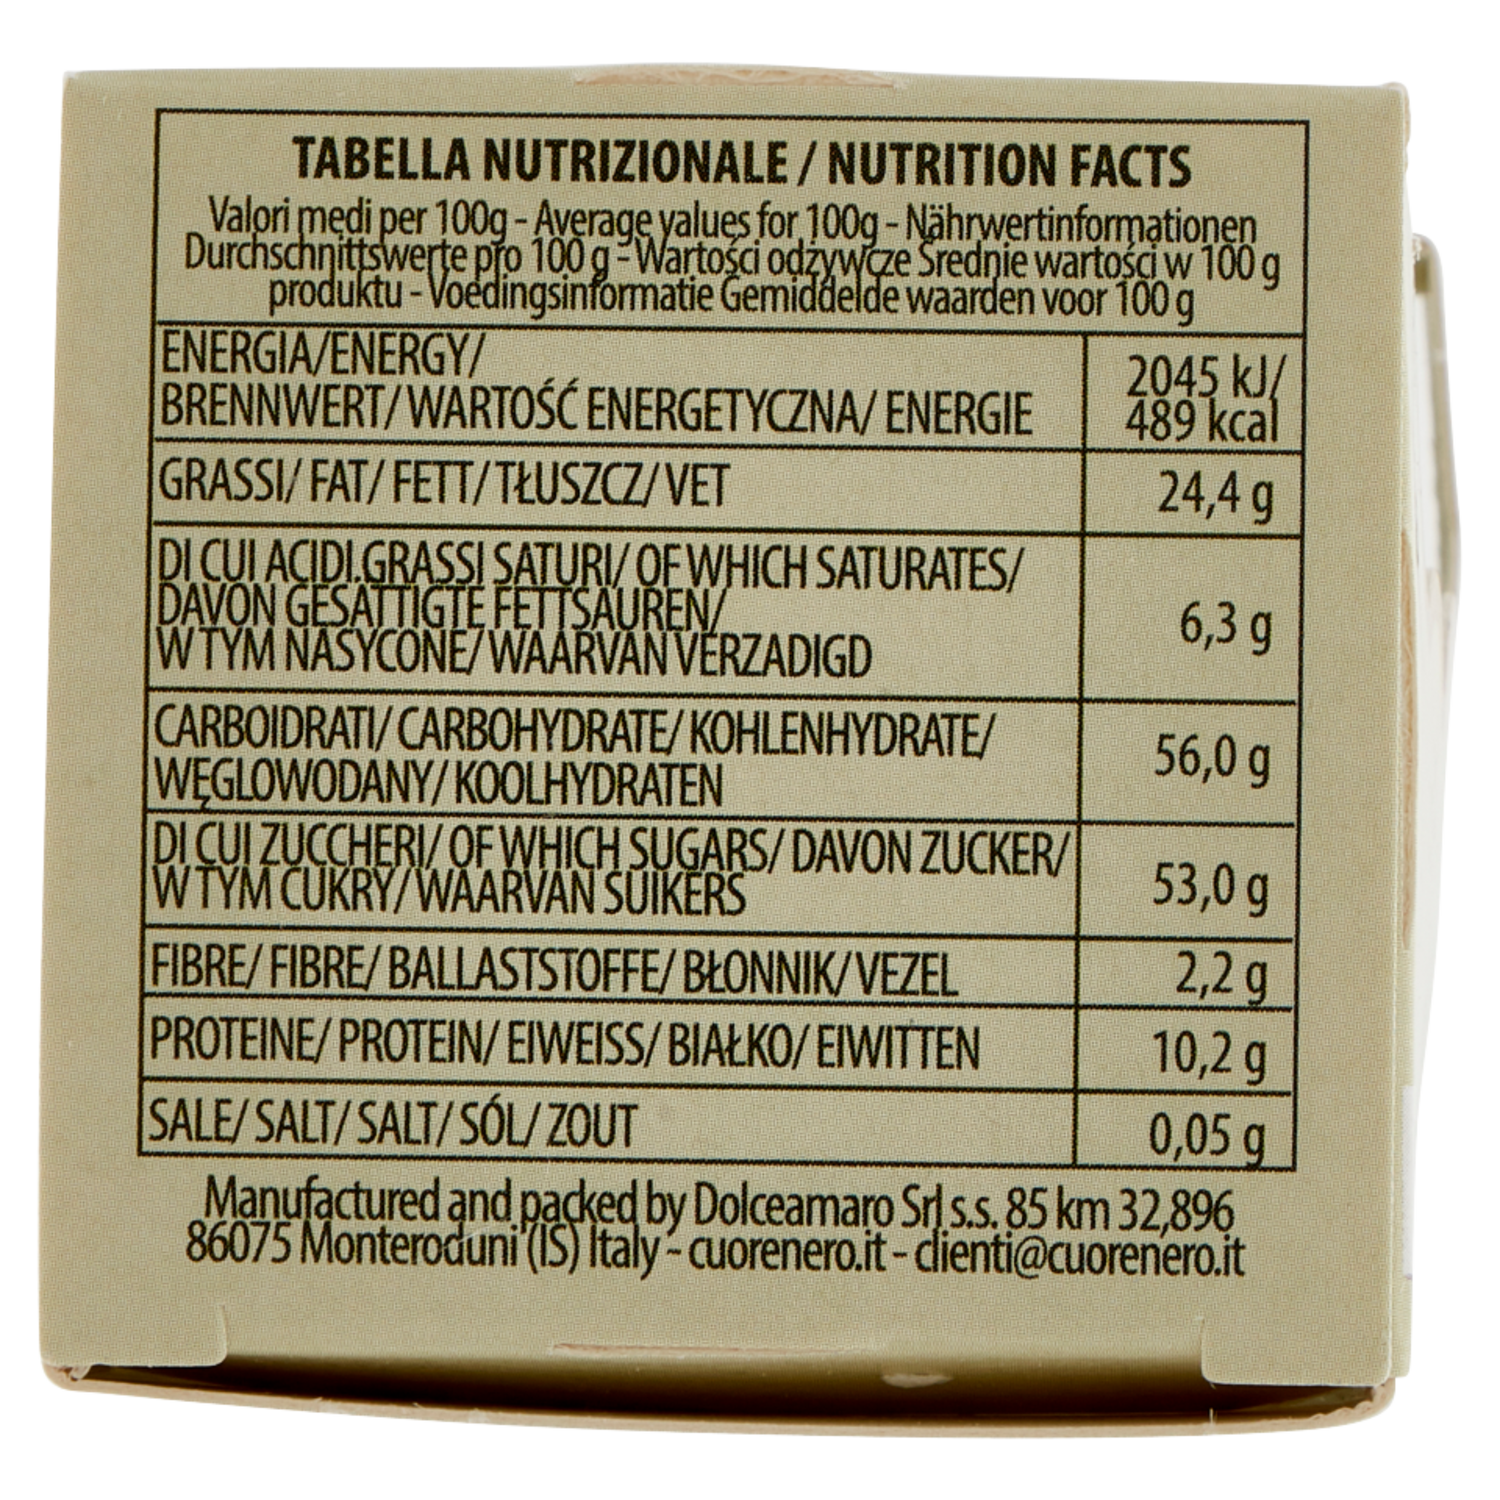 TABELLA NUTRIZIONALE / NUTRITION FACTS
Valori medi per 100g - Average values for 100g - Nährwertinformationen
Durchschnittswerte pro 100 g - Wartości odżywcze Średnie wartości w 100 g
produktu - Voedingsinformatie Gemiddelde waarden voor 100 g
ENERGIA/ENERGY/
BRENNWERT/ WARTOŚĆ ENERGETYCZNA/ ENERGIE
2045 kJ/
489 kcal
GRASSI/ FAT/ FETT/ TŁUSZCZ/ VET
24,4 g
DI CUI ACIDI.GRASSI SATURI/ OF WHICH SATURATES/
DAVON GESÄTTIGTE FETTSÄUREN/
W TYM NASYCONE/ WAARVAN VERZADIGD
6,3 g
CARBOIDRATI/ CARBOHYDRATE/ KOHLENHYDRATE/
WĘGLOWODANY/ KOOLHYDRATEN
56,0 g
DI CUI ZUCCHERI/ OF WHICH SUGARS/ DAVON ZUCKER/
W TYM CUKRY/ WAARVAN SUIKERS
53,0 g
FIBRE/ FIBRE/ BALLASTSTOFFE/ BŁONNIK/ VEZEL
2,2 g
PROTEINE/ PROTEIN/ EIWEISS/ BIAŁKO/ EIWITTEN
10,2 g
SALE/ SALT/ SALT/ SÓL/ ZOUT
0,05 g
Manufactured and packed by Dolceamaro Srl s.s. 85 km 32,896
86075 Monteroduni (IS) Italy - cuorenero.it - clienti@cuorenero.it